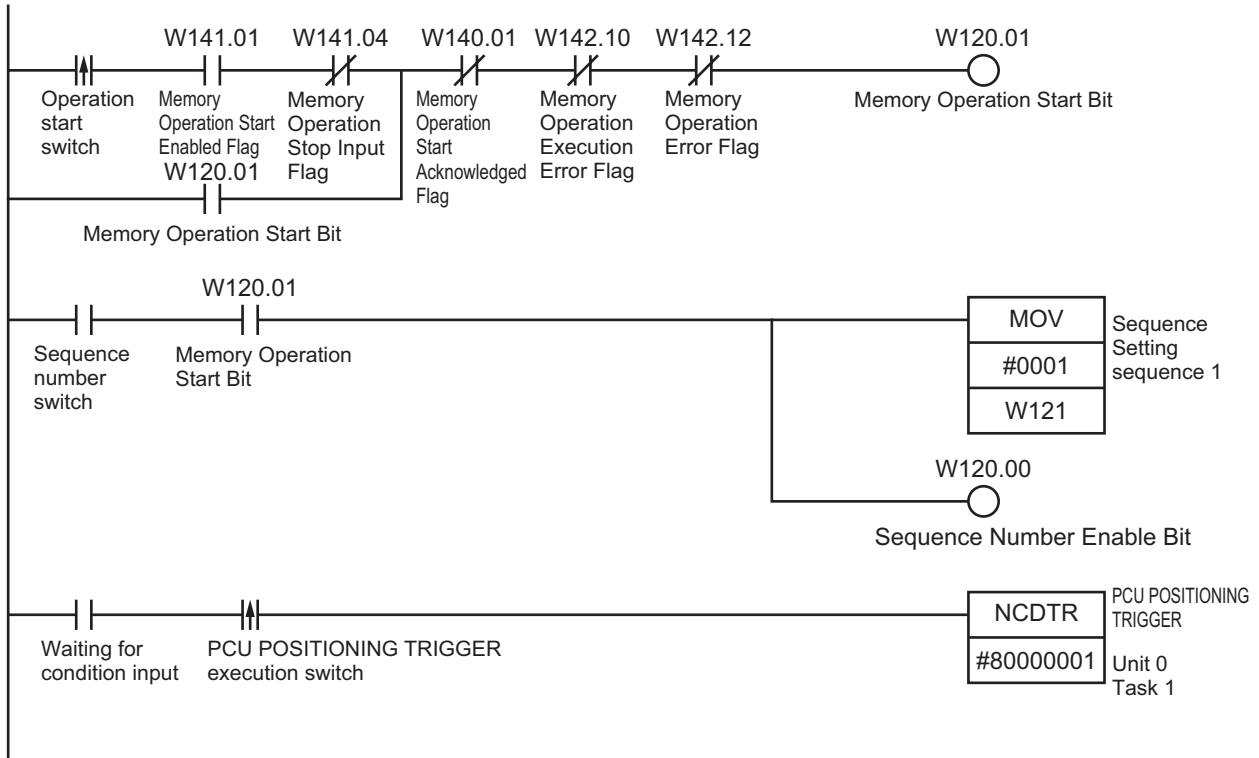 W141.01 W141.04 W140.01 W142.10 W142.12 W120.01
Operation
start
switch
Memory
Operation Start
Enabled Flag
Memory
Operation
Stop Input
Flag
Memory
Operation
Start
Acknowledged
Flag
Memory
Operation
Execution
Error Flag
Memory
Operation
Error Flag
Memory Operation Start Bit
W120.01
Memory Operation Start Bit
W120.01
Sequence
number
switch
Memory Operation
Start Bit
MOV
#0001
W121
Sequence
Setting
sequence 1
W120.00
Sequence Number Enable Bit
Waiting for
condition input
PCU POSITIONING TRIGGER
execution switch
NCDTR
#80000001
PCU POSITIONING
TRIGGER
Unit 0
Task 1